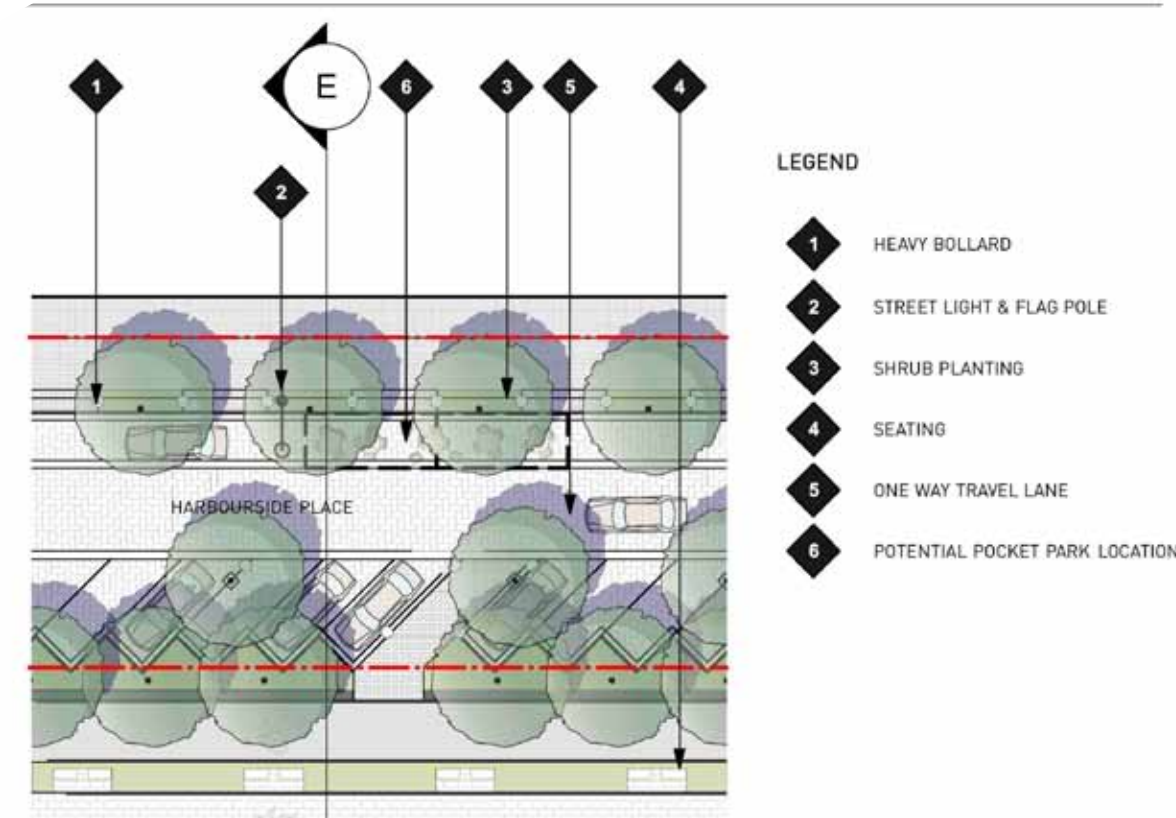 1
E
6
3
5
4
2
HARBOURSIDE PLACE
LEGEND
1 HEAVY BOLLARD
2 STREET LIGHT & FLAG POLE
3 SHRUB PLANTING
4 SEATING
5 ONE WAY TRAVEL LANE
6 POTENTIAL POCKET PARK LOCATION